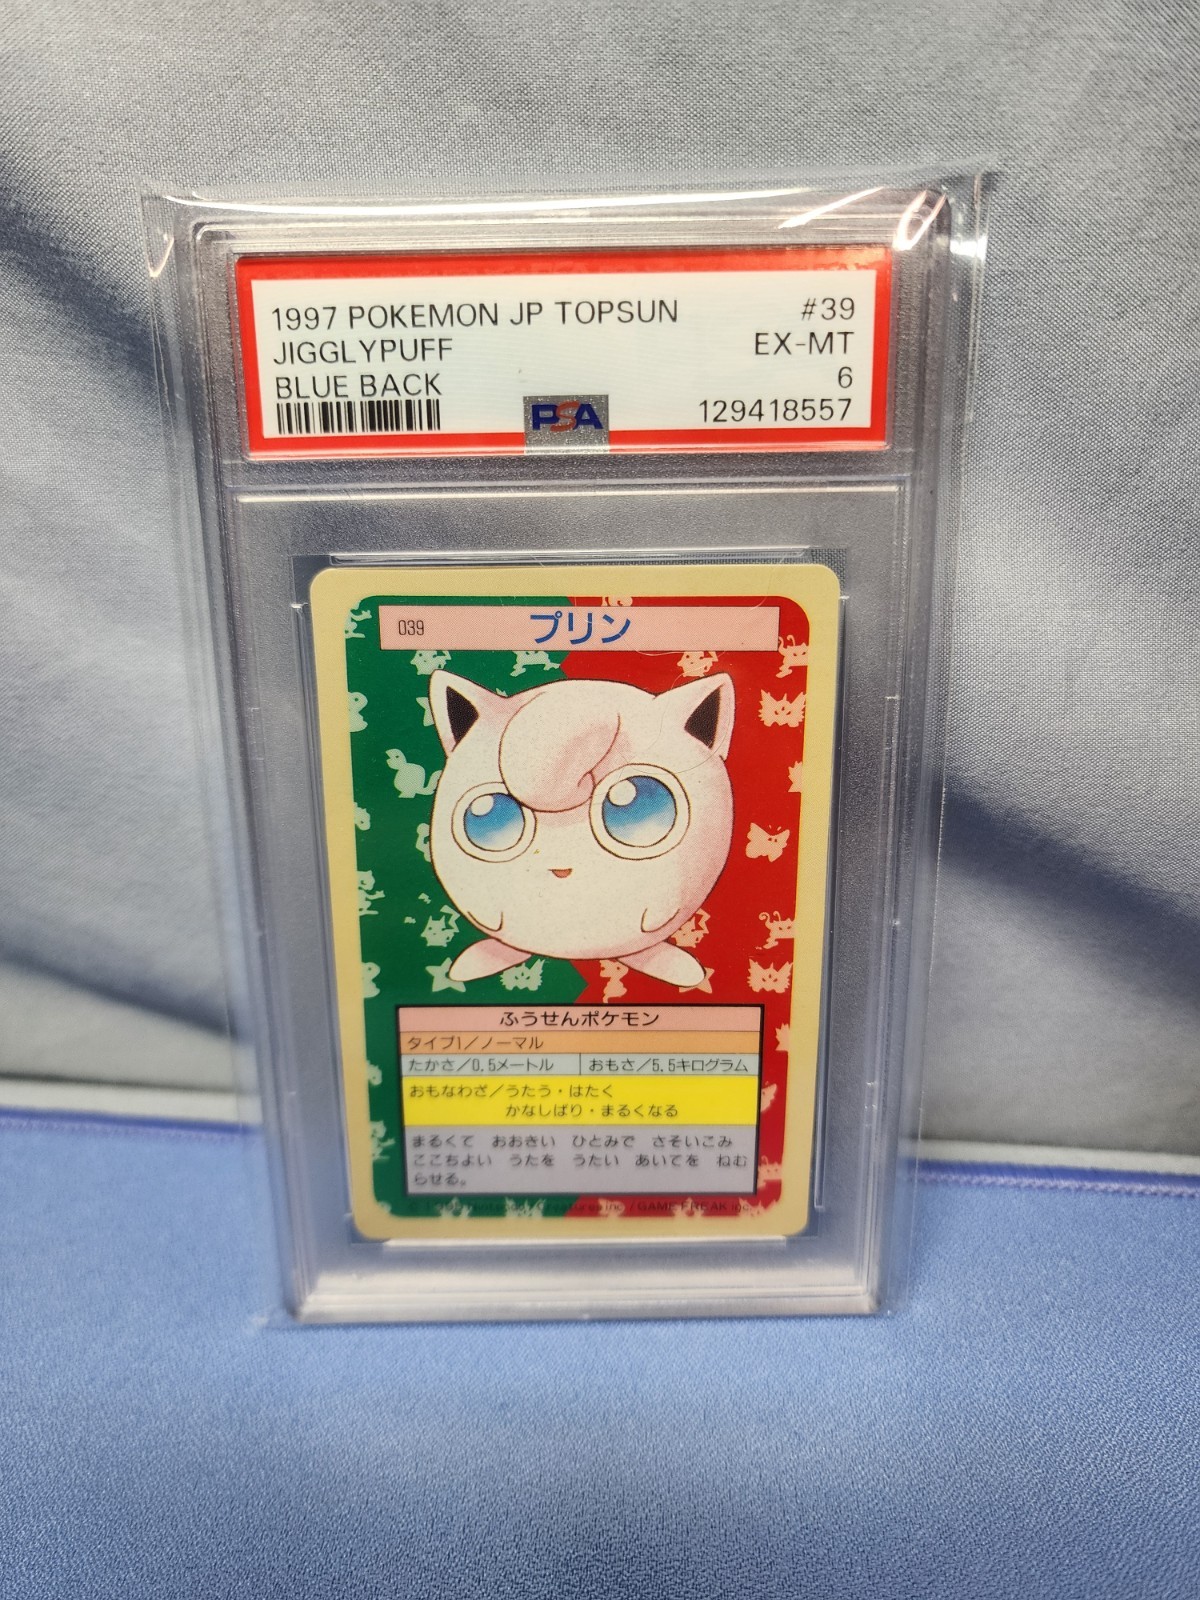 1997 POKEMON JP TOPSUN #39
JIGGLYPUFF EX-MT
BLUE BACK 6
PSA 129418557
039 プリン
ふうせんポケモン
タイプ1/ノーマル
たかさ/0.5メートル おもさ/5.5キログラム
おもなわざ/うたう・はたく
かなしばり・まるくなる
まるくて おおきい ひとみで さそいこみ
ここちよい うたを うたい あいてを ねむ
らせる。
GAME FREAK inc.